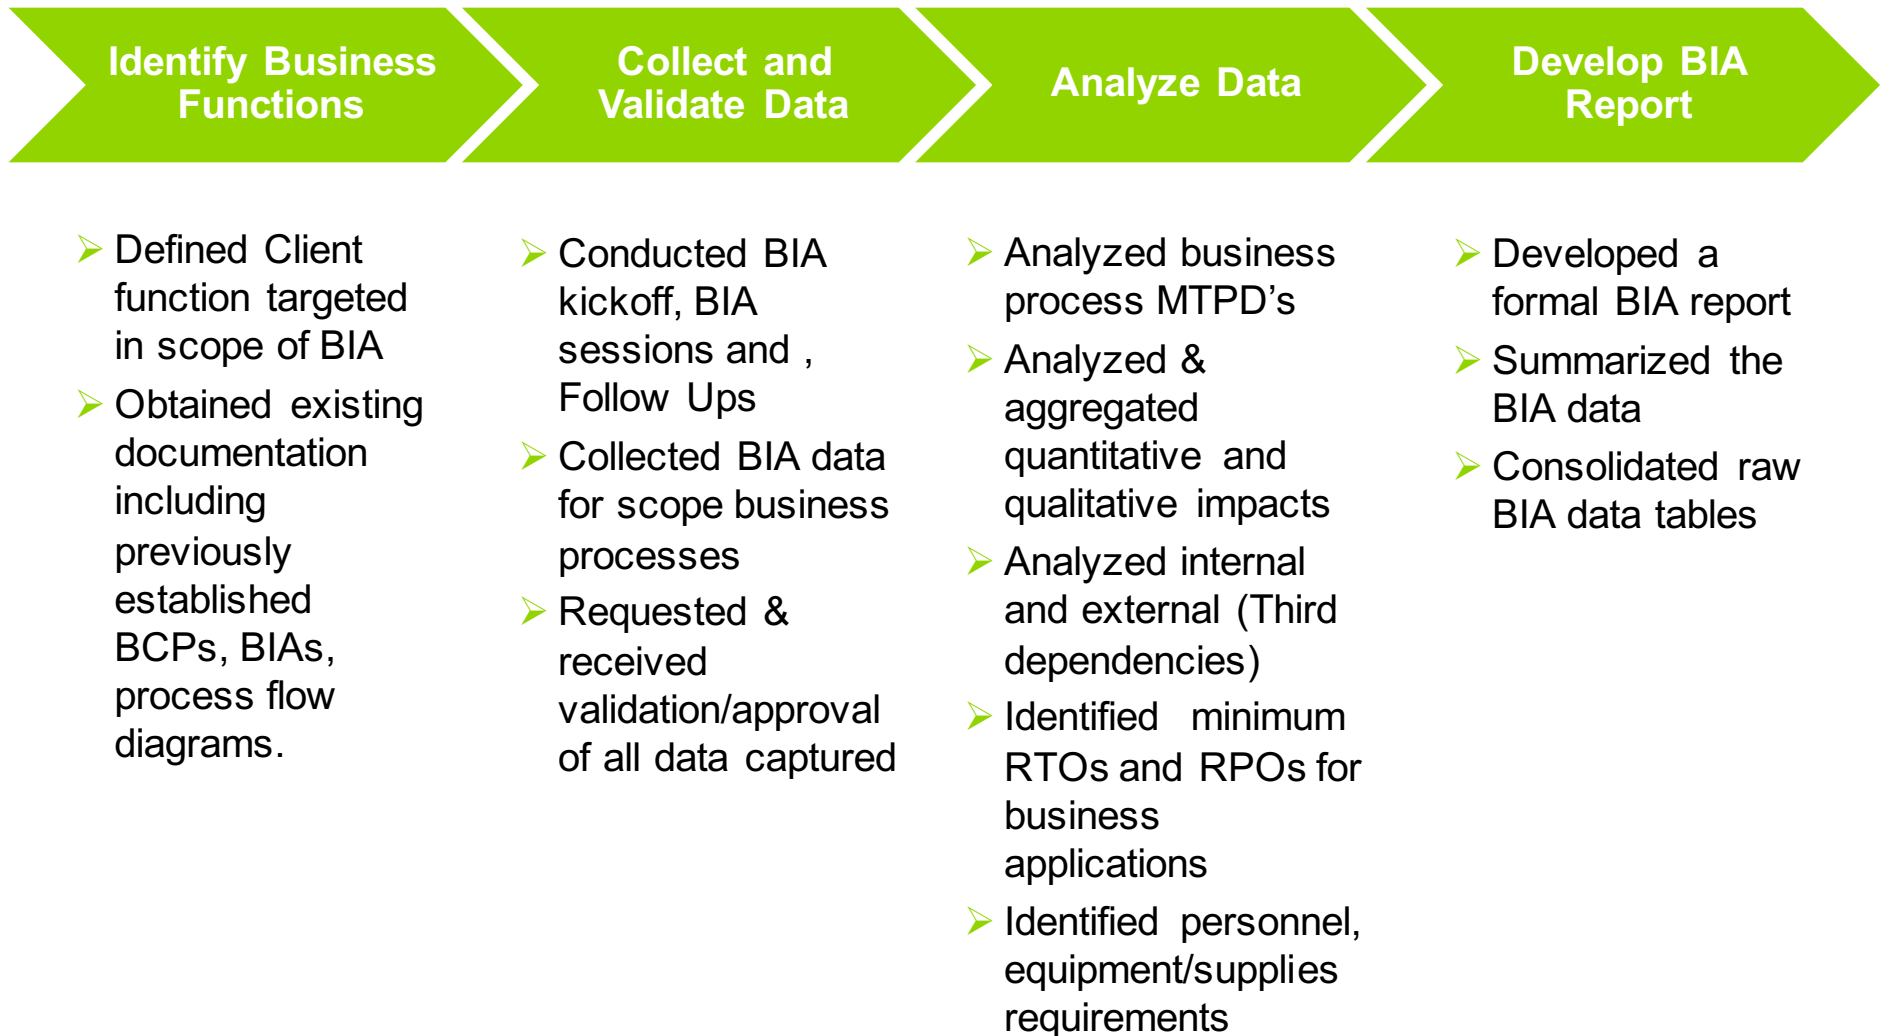 Identify Business
Functions
Collect and
Validate Data
Analyze Data
Develop BIA
Report
Defined Client
function targeted
in scope of BIA
Obtained existing
documentation
including
previously
established
BCPs, BIAs,
process flow
diagrams.
Conducted BIA
kickoff, BIA
sessions and ,
Follow Ups
Collected BIA data
for scope business
processes
Requested &
received
validation/approval
of all data captured
Analyzed business
process MTPD’s
Analyzed &
aggregated
quantitative and
qualitative impacts
Analyzed internal
and external (Third
dependencies)
Identified minimum
RTOs and RPOs for
business
applications
Identified personnel,
equipment/supplies
requirements
Developed a
formal BIA report
Summarized the
BIA data
Consolidated raw
BIA data tables